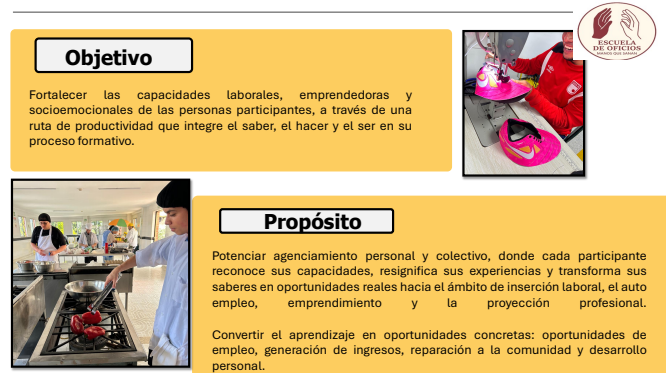 ESCUELA
DE OFICIOS
MANOS QUE SANAN
Objetivo
Fortalecer las capacidades laborales, emprendedoras y
socioemocionales de las personas participantes, a través de una
ruta de productividad que integre el saber, el hacer y el ser en su
proceso formativo.
Propósito
Potenciar agenciamiento personal y colectivo, donde cada participante
reconoce sus capacidades, resignifica sus experiencias y transforma sus
saberes en oportunidades reales hacia el ámbito de inserción laboral, el auto
empleo, emprendimiento y la proyección profesional.
Convertir el aprendizaje en oportunidades concretas: oportunidades de
empleo, generación de ingresos, reparación a la comunidad y desarrollo
personal.